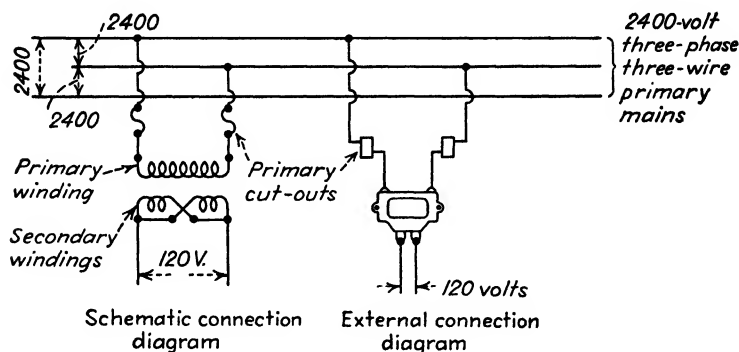 2400
2400
2400
2400-volt
three-phase
three-wire
primary
mains
Primary
winding
Primary
cut-outs
Secondary
windings
120 V.
120 volts
Schematic connection
diagram
External connection
diagram